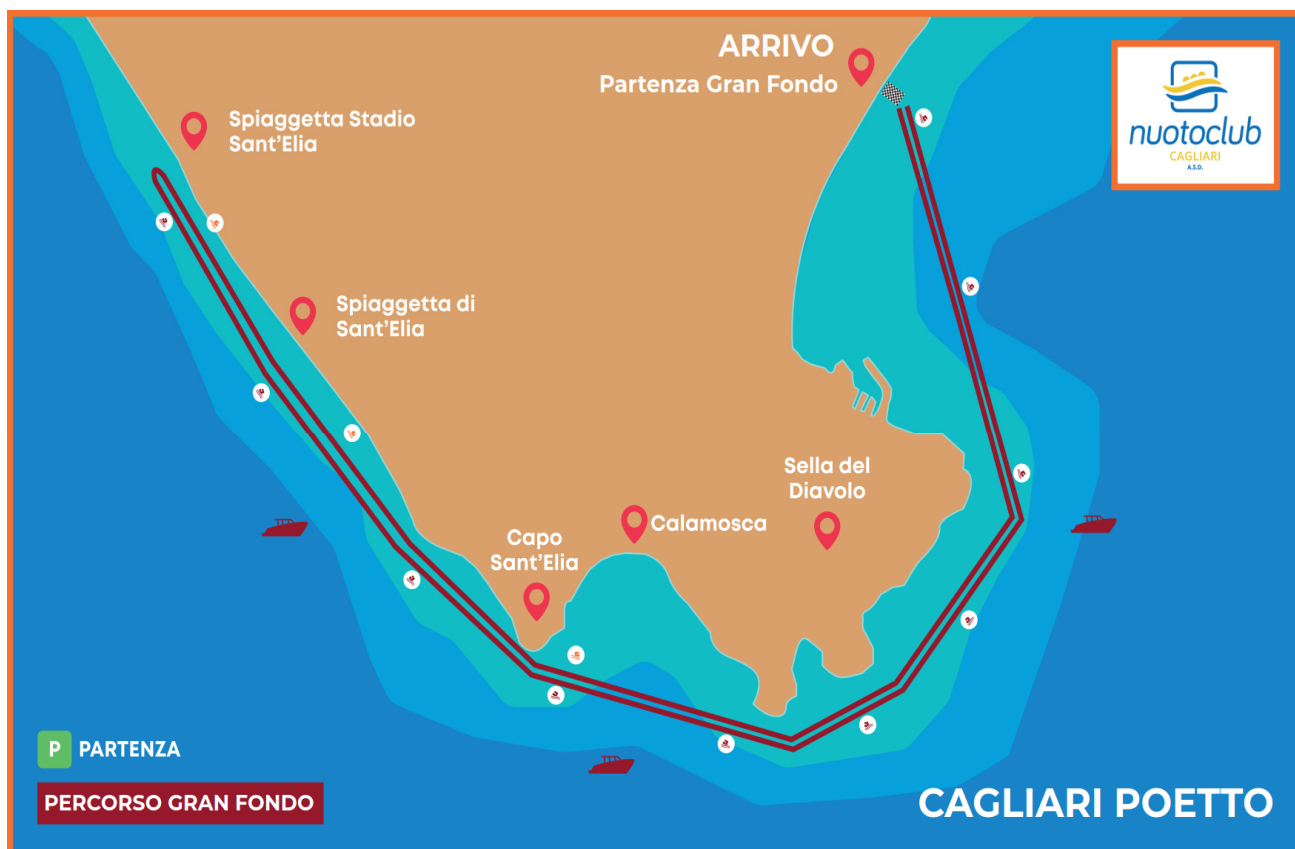 ARRIVO
Partenza Gran Fondo
nuotoclub
CAGLIARI
A.S.D.
Spiaggetta Stadio
Sant'Elia
Spiaggetta di
Sant'Elia
Sella del
Diavolo
Calamosca
Capo
Sant'Elia
P PARTENZA
PERCORSO GRAN FONDO
CAGLIARI POETTO